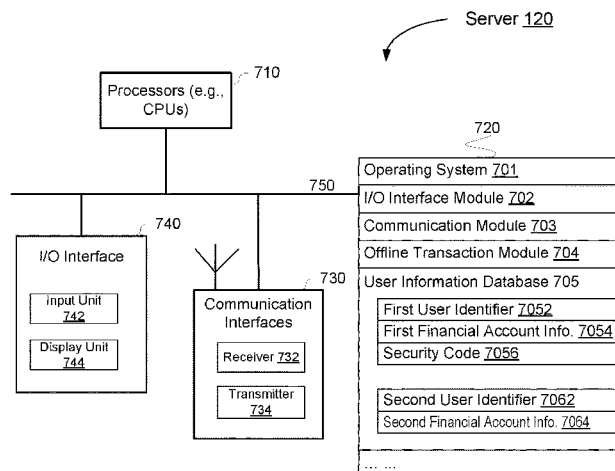 Server 120
710
Processors (e.g.,
CPUs)
720
Operating System 701
750
I/O Interface Module 702
Communication Module 703
Offline Transaction Module 704
User Information Database 705
First User Identifier 7052
First Financial Account Info. 7054
Security Code 7056
Second User Identifier 7062
Second Financial Account Info. 7064
... ...
740
I/O Interface
Input Unit
742
Display Unit
744
730
Communication
Interfaces
Receiver 732
Transmitter
734